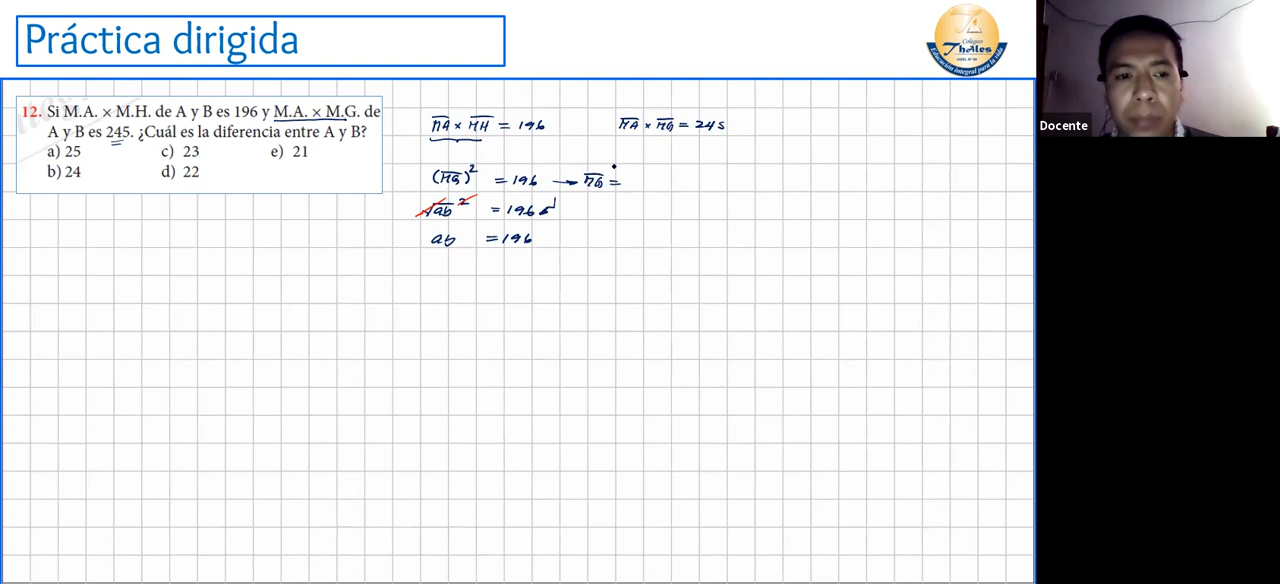 Práctica dirigida
Colegios
Thales
UGEL N° 06
Educación integral para la vida
12. Si M.A. × M.H. de A y B es 196 y M.A. × M.G. de
A y B es 245. ¿Cuál es la diferencia entre A y B?
a) 25 c) 23 e) 21
b) 24 d) 22
MA × MH = 196 MA × MG = 245
(MG)² = 196 → MG =
√ab² = 196
ab = 196
Docente